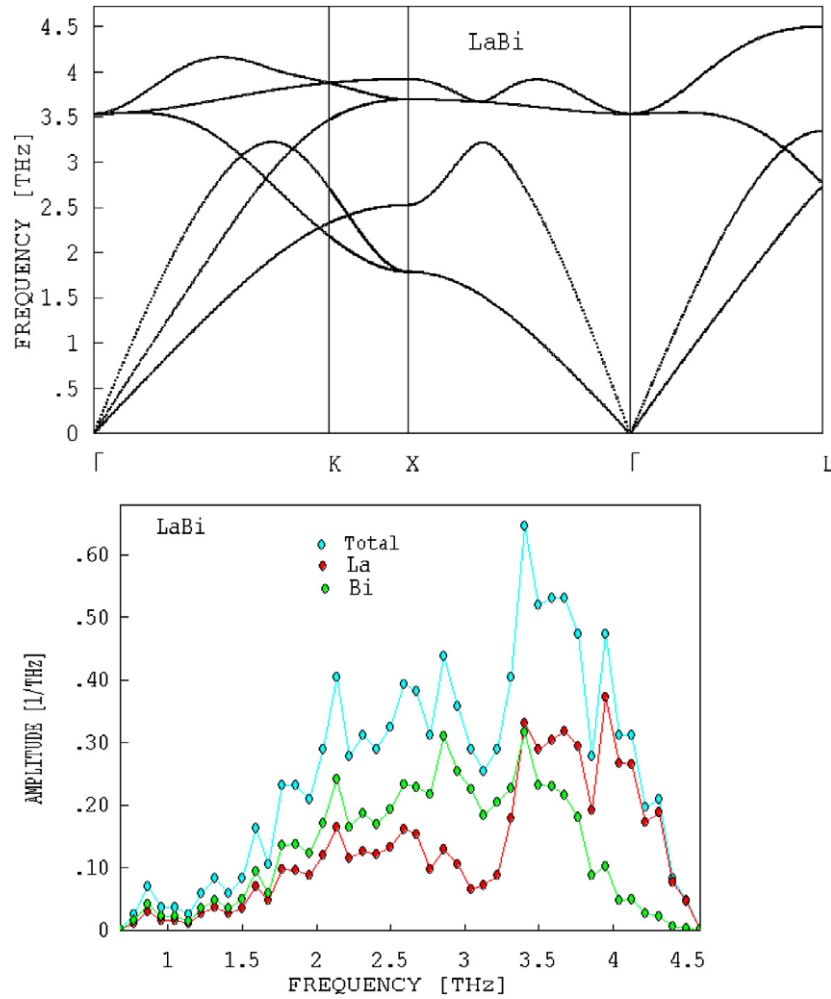 LaBi
4.5
4
3.5
3
2.5
2
1.5
1
.5
0
FREQUENCY [THz]
Γ K X Γ L
LaBi
Total
La
Bi
.60
.50
.40
.30
.20
.10
0
AMPLITUDE [1/THz]
1 1.5 2 2.5 3 3.5 4 4.5
FREQUENCY [THz]